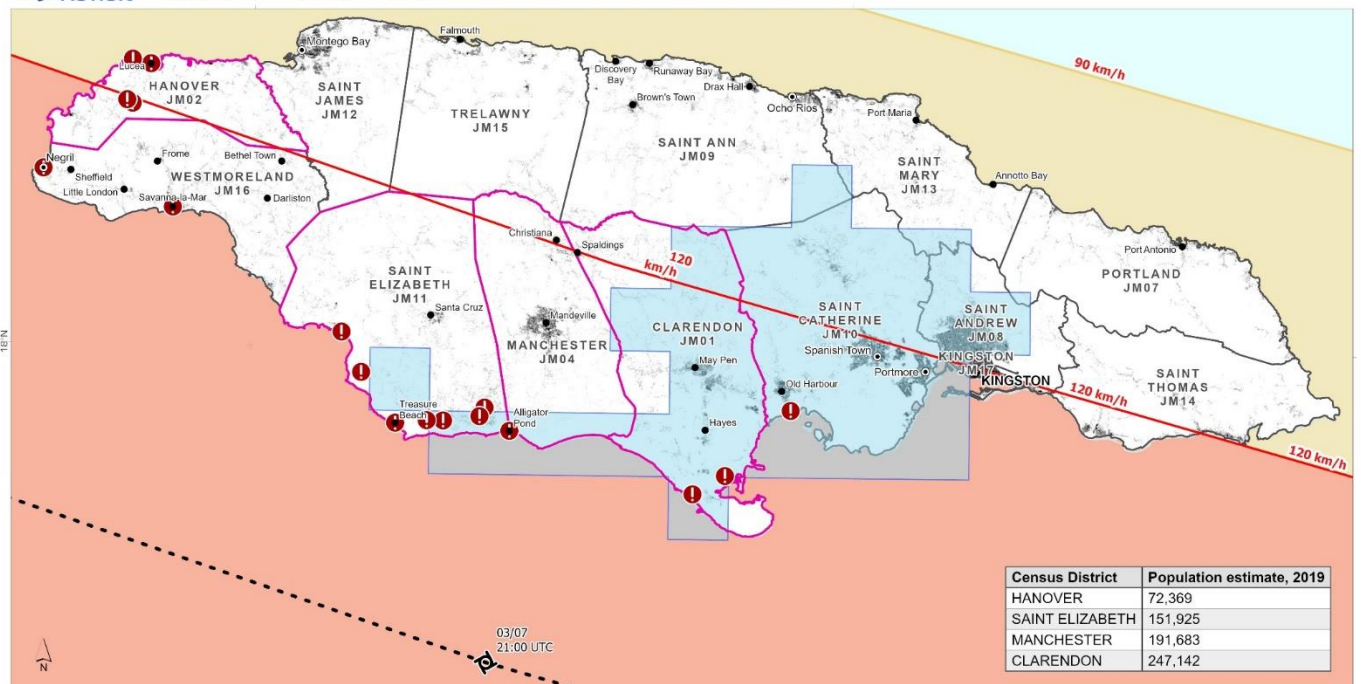 90 km/h
Falmouth
Montego Bay
Lucea
HANOVER
JM02
SAINT
JAMES
JM12
TRELAWNY
JM15
Discovery
Bay
Runaway Bay
Drax Hall
Brown's Town
Ocho Rios
Port Maria
SAINT ANN
JM09
SAINT
MARY
JM13
Annotto Bay
Negril
Frome
Bethel Town
Sheffield
WESTMORELAND
JM16
Little London
Savanna-la-Mar
Darliston
Christiana
Spaldings
120
km/h
Port Antonio
PORTLAND
JM07
SAINT
ELIZABETH
JM11
Santa Cruz
Mandeville
MANCHESTER
JM04
CLARENDON
JM01
May Pen
SAINT
CATHERINE
JM10
Spanish Town
SAINT
ANDREW
JM08
KINGSTON
JM17
KINGSTON
Portmore
Old Harbour
SAINT
THOMAS
JM14
120 km/h
120 km/h
18°N
Treasure
Beach
Alligator
Pond
Hayes
03/07
21:00 UTC
N
Census District Population estimate, 2019
HANOVER 72,369
SAINT ELIZABETH 151,925
MANCHESTER 191,683
CLARENDON 247,142